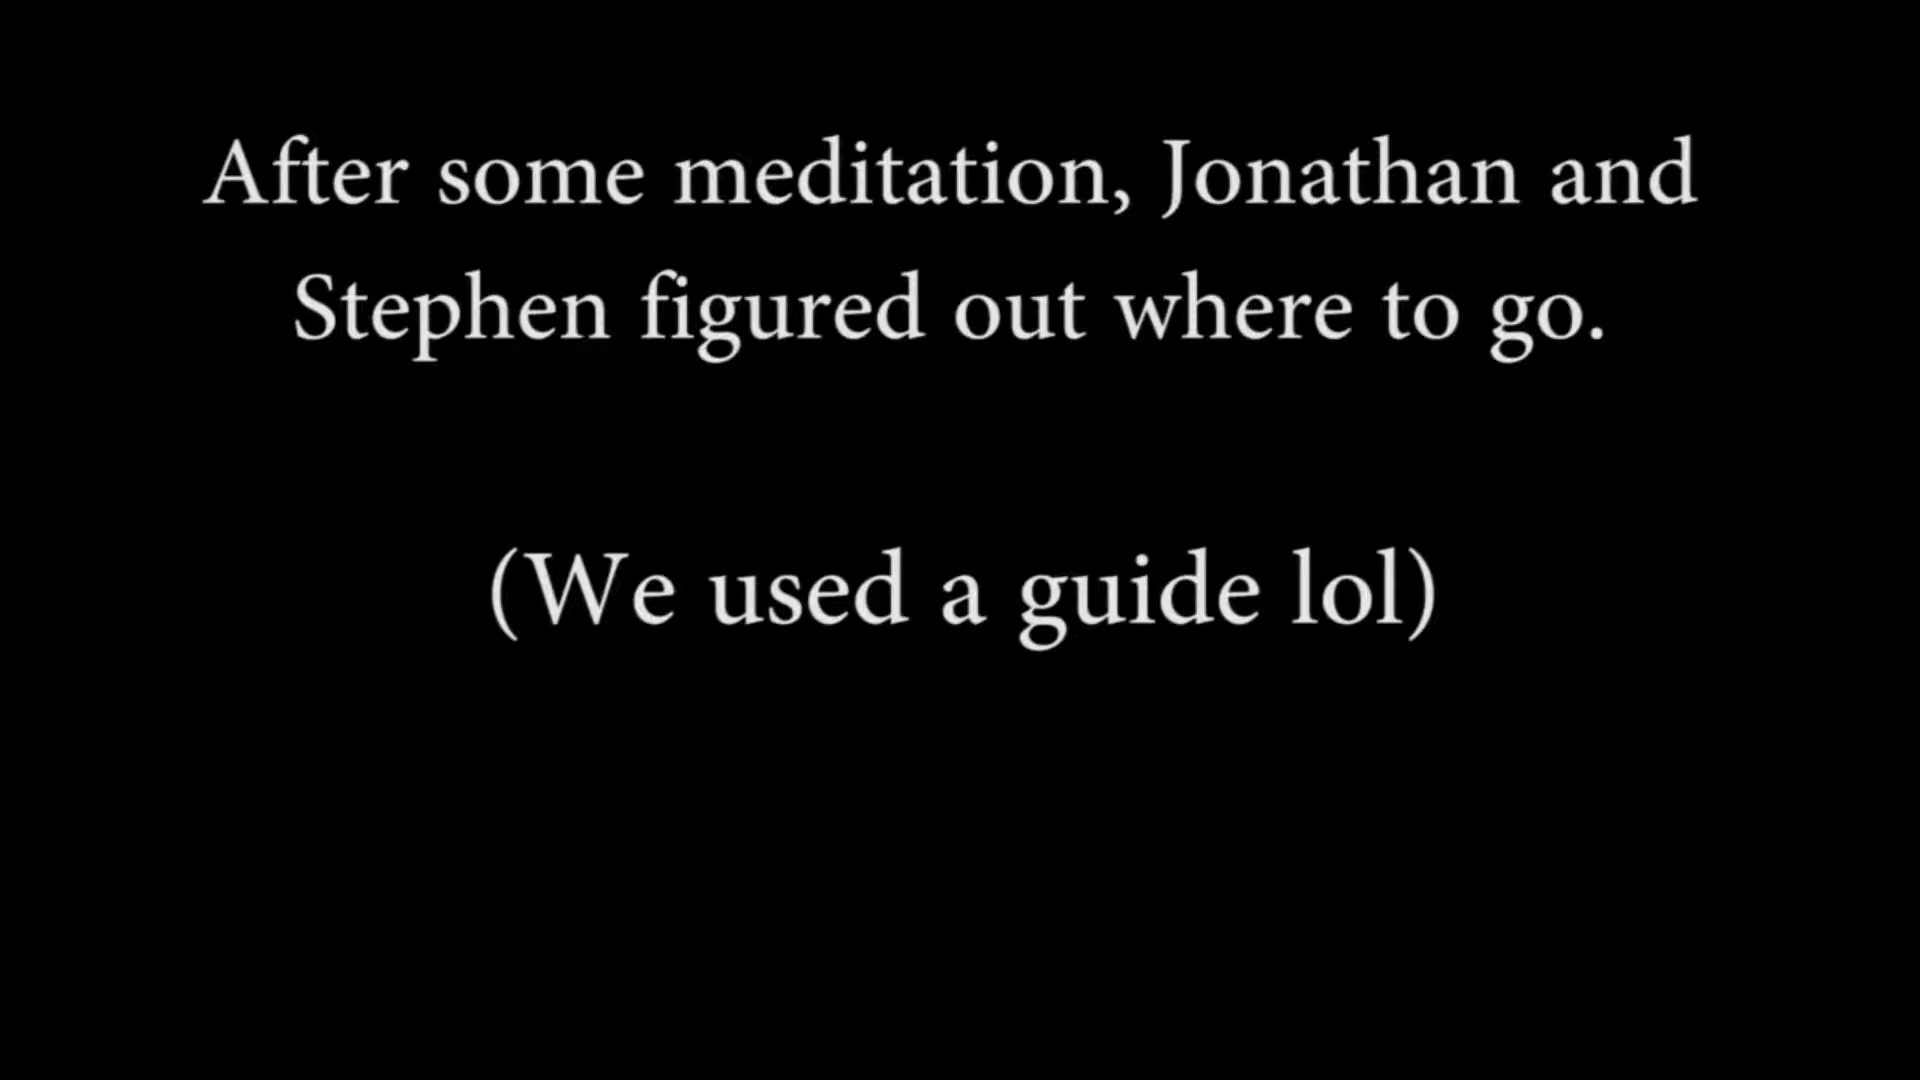 After some meditation, Jonathan and
Stephen figured out where to go.
(We used a guide lol)